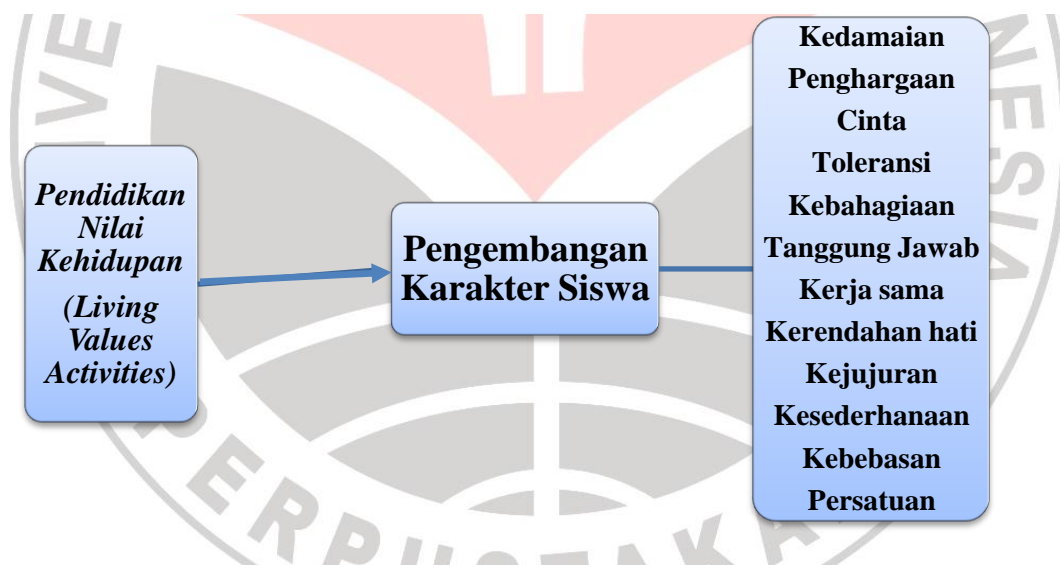 Pendidikan
Nilai
Kehidupan
(Living
Values
Activities)
Pengembangan
Karakter Siswa
Kedamaian
Penghargaan
Cinta
Toleransi
Kebahagiaan
Tanggung Jawab
Kerja sama
Kerendahan hati
Kejujuran
Kesederhanaan
Kebebasan
Persatuan